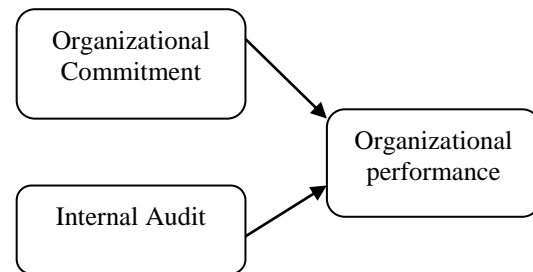 Organizational
Commitment
Organizational
performance
Internal Audit